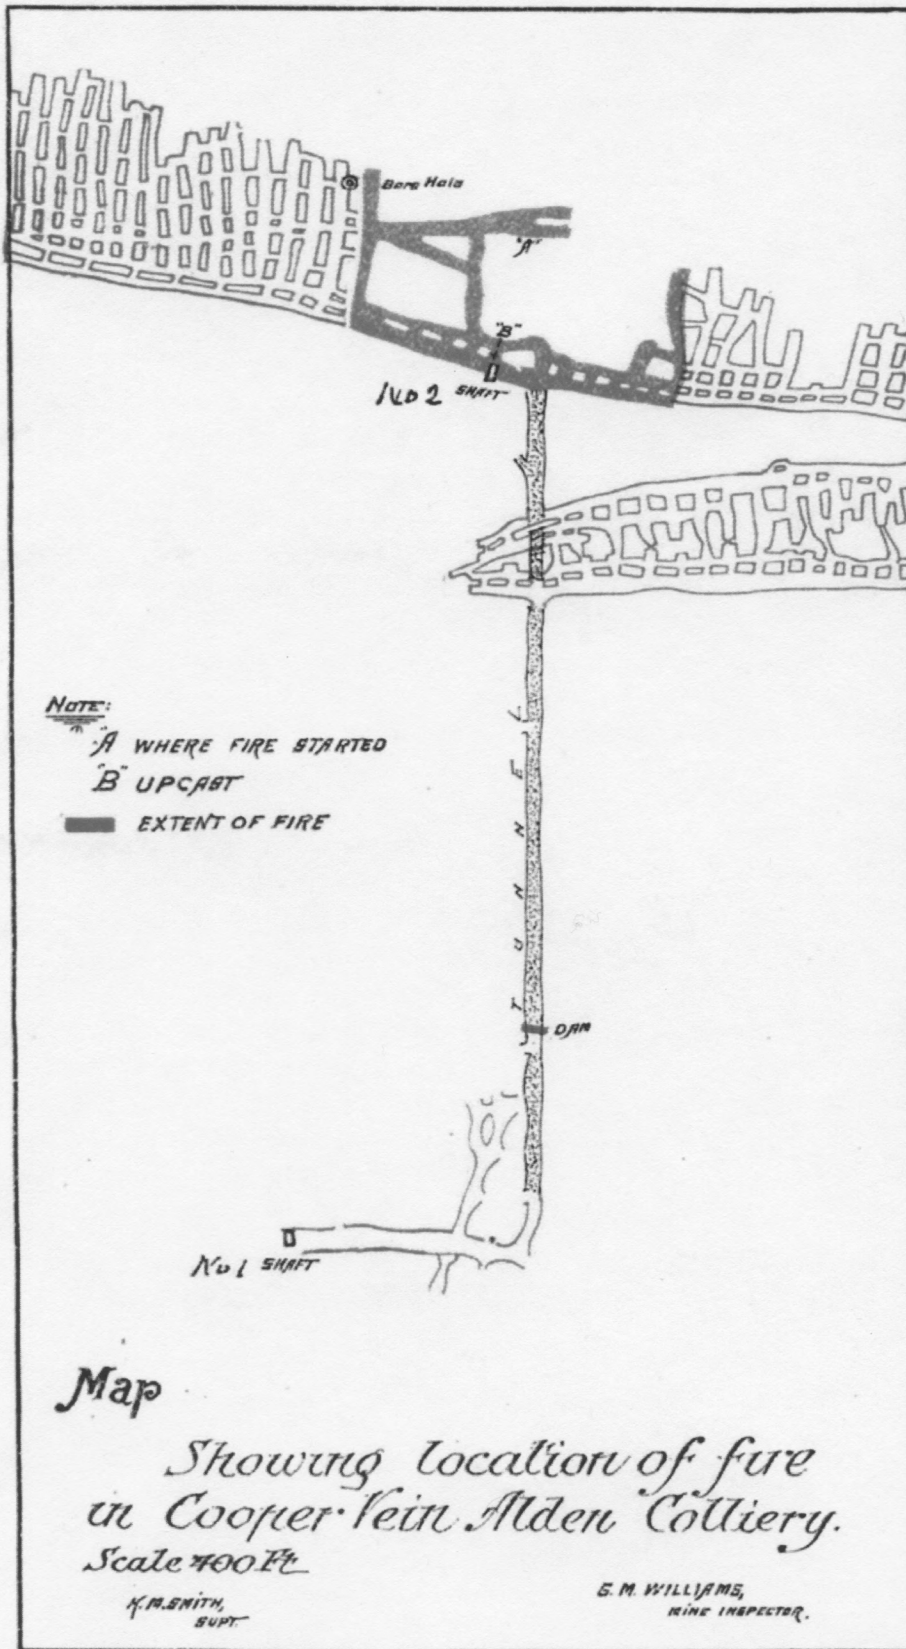 Bore Hole
"A"
"B"
No 2 SHAFT
TUNNEL
DAM
NOTE:
"A" WHERE FIRE STARTED
"B" UPCAST
EXTENT OF FIRE
No 1 SHAFT
Map
Showing location of fire
in Cooper Vein Alden Colliery.
Scale 400 Ft
K.M. SMITH,
SUPT.
G. M. WILLIAMS,
MINE INSPECTOR.